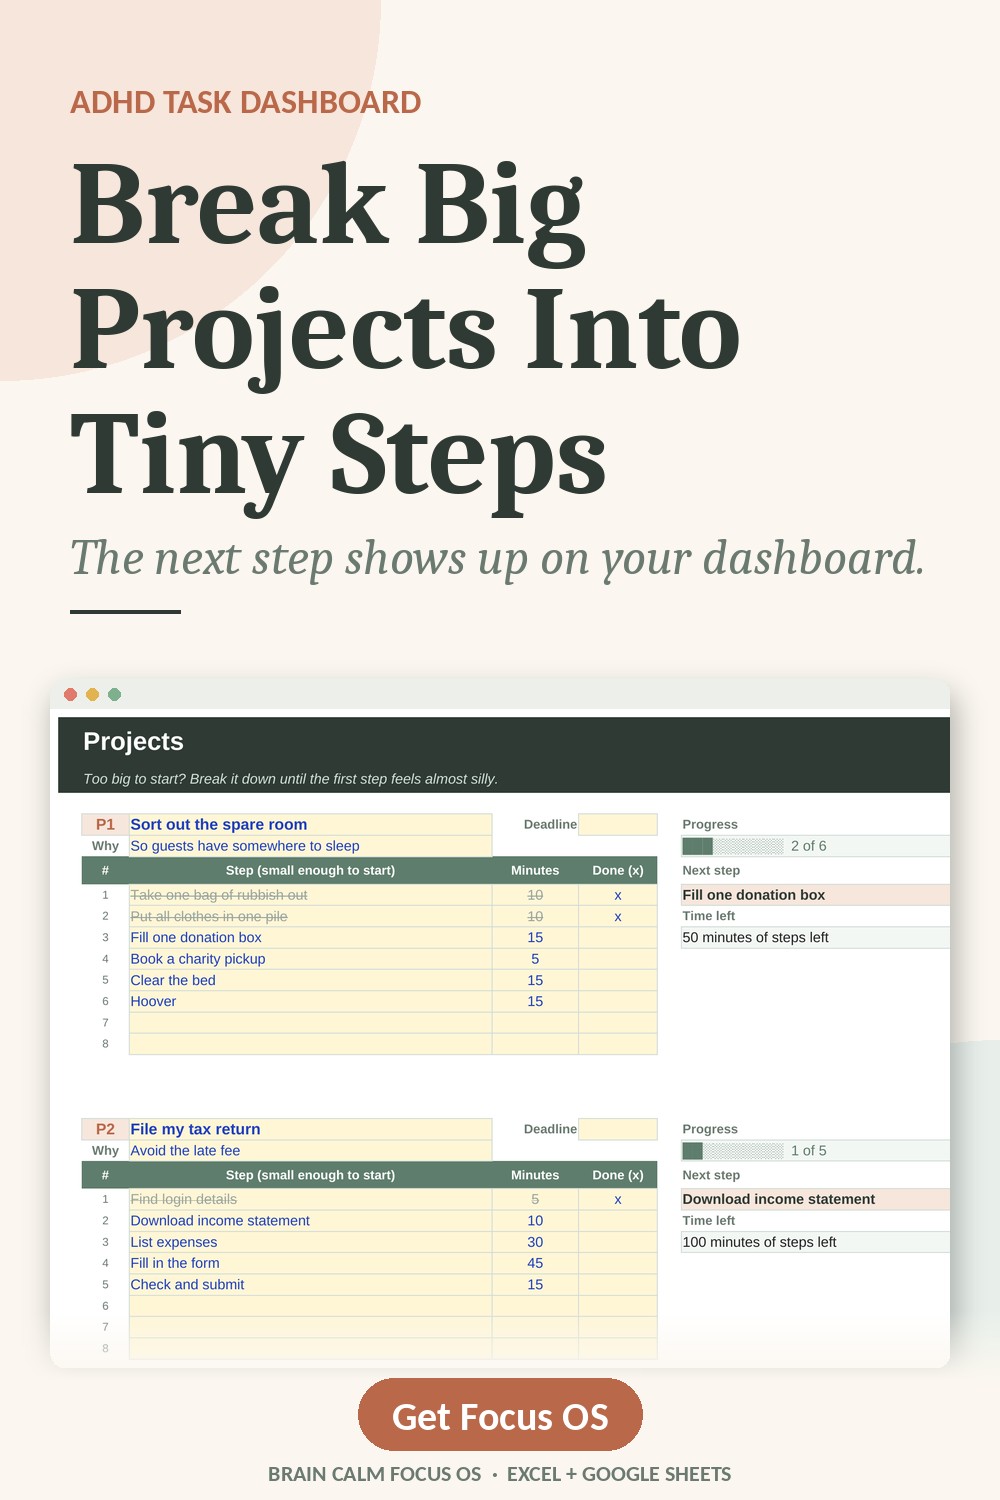 ADHD TASK DASHBOARD
Break Big
Projects Into
Tiny Steps
The next step shows up on your dashboard.
Projects
Too big to start? Break it down until the first step feels almost silly.
P1 Sort out the spare room Deadline Progress
Why So guests have somewhere to sleep 2 of 6
# Step (small enough to start) Minutes Done (x) Next step
1 Take one bag of rubbish out 10 x Fill one donation box
2 Put all clothes in one pile 10 x Time left
3 Fill one donation box 15 50 minutes of steps left
4 Book a charity pickup 5
5 Clear the bed 15
6 Hoover 15
7
8
P2 File my tax return Deadline Progress
Why Avoid the late fee 1 of 5
# Step (small enough to start) Minutes Done (x) Next step
1 Find login details 5 x Download income statement
2 Download income statement 10 Time left
3 List expenses 30 100 minutes of steps left
4 Fill in the form 45
5 Check and submit 15
6
7
8
Get Focus OS
BRAIN CALM FOCUS OS · EXCEL + GOOGLE SHEETS